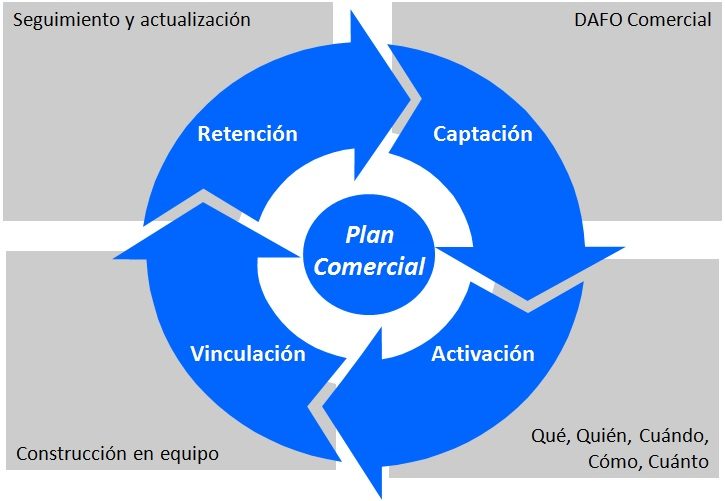 Seguimiento y actualización
DAFO Comercial
Retención
Captación
Plan
Comercial
Vinculación
Activación
Construcción en equipo
Qué, Quién, Cuándo,
Cómo, Cuánto